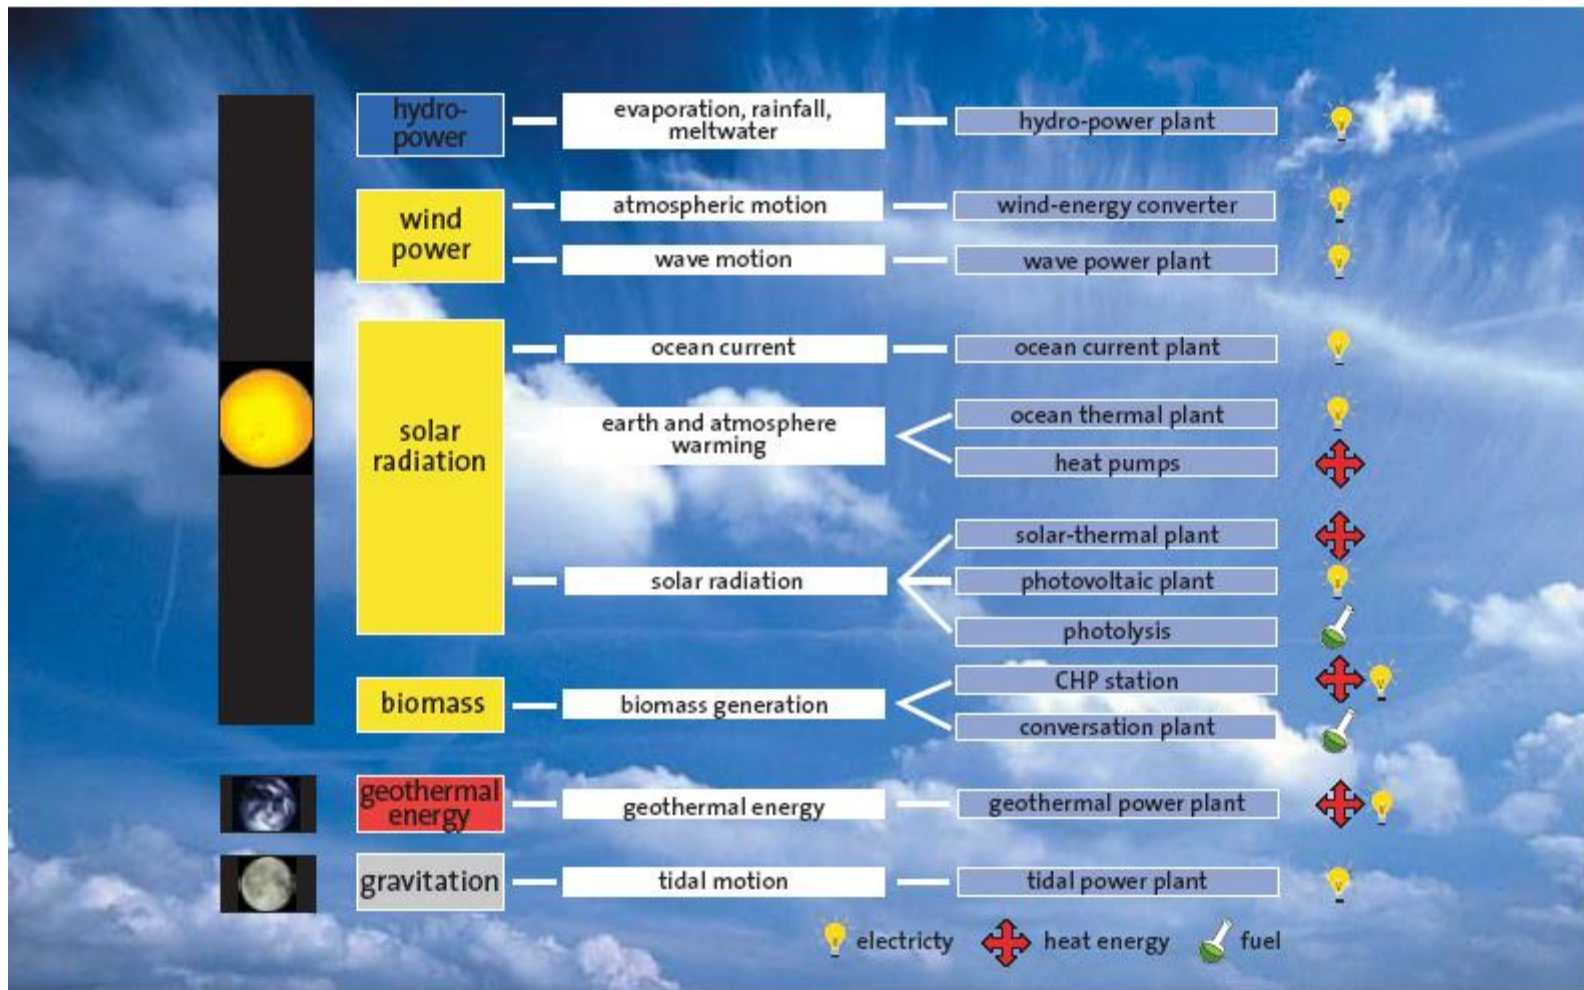 hydro-
power
evaporation, rainfall,
meltwater
hydro-power plant
wind
power
atmospheric motion
wind-energy converter
wave motion
wave power plant
solar
radiation
ocean current
ocean current plant
earth and atmosphere
warming
ocean thermal plant
heat pumps
solar radiation
solar-thermal plant
photovoltaic plant
photolysis
biomass
biomass generation
CHP station
conversation plant
geothermal
energy
geothermal energy
geothermal power plant
gravitation
tidal motion
tidal power plant
electricty
heat energy
fuel